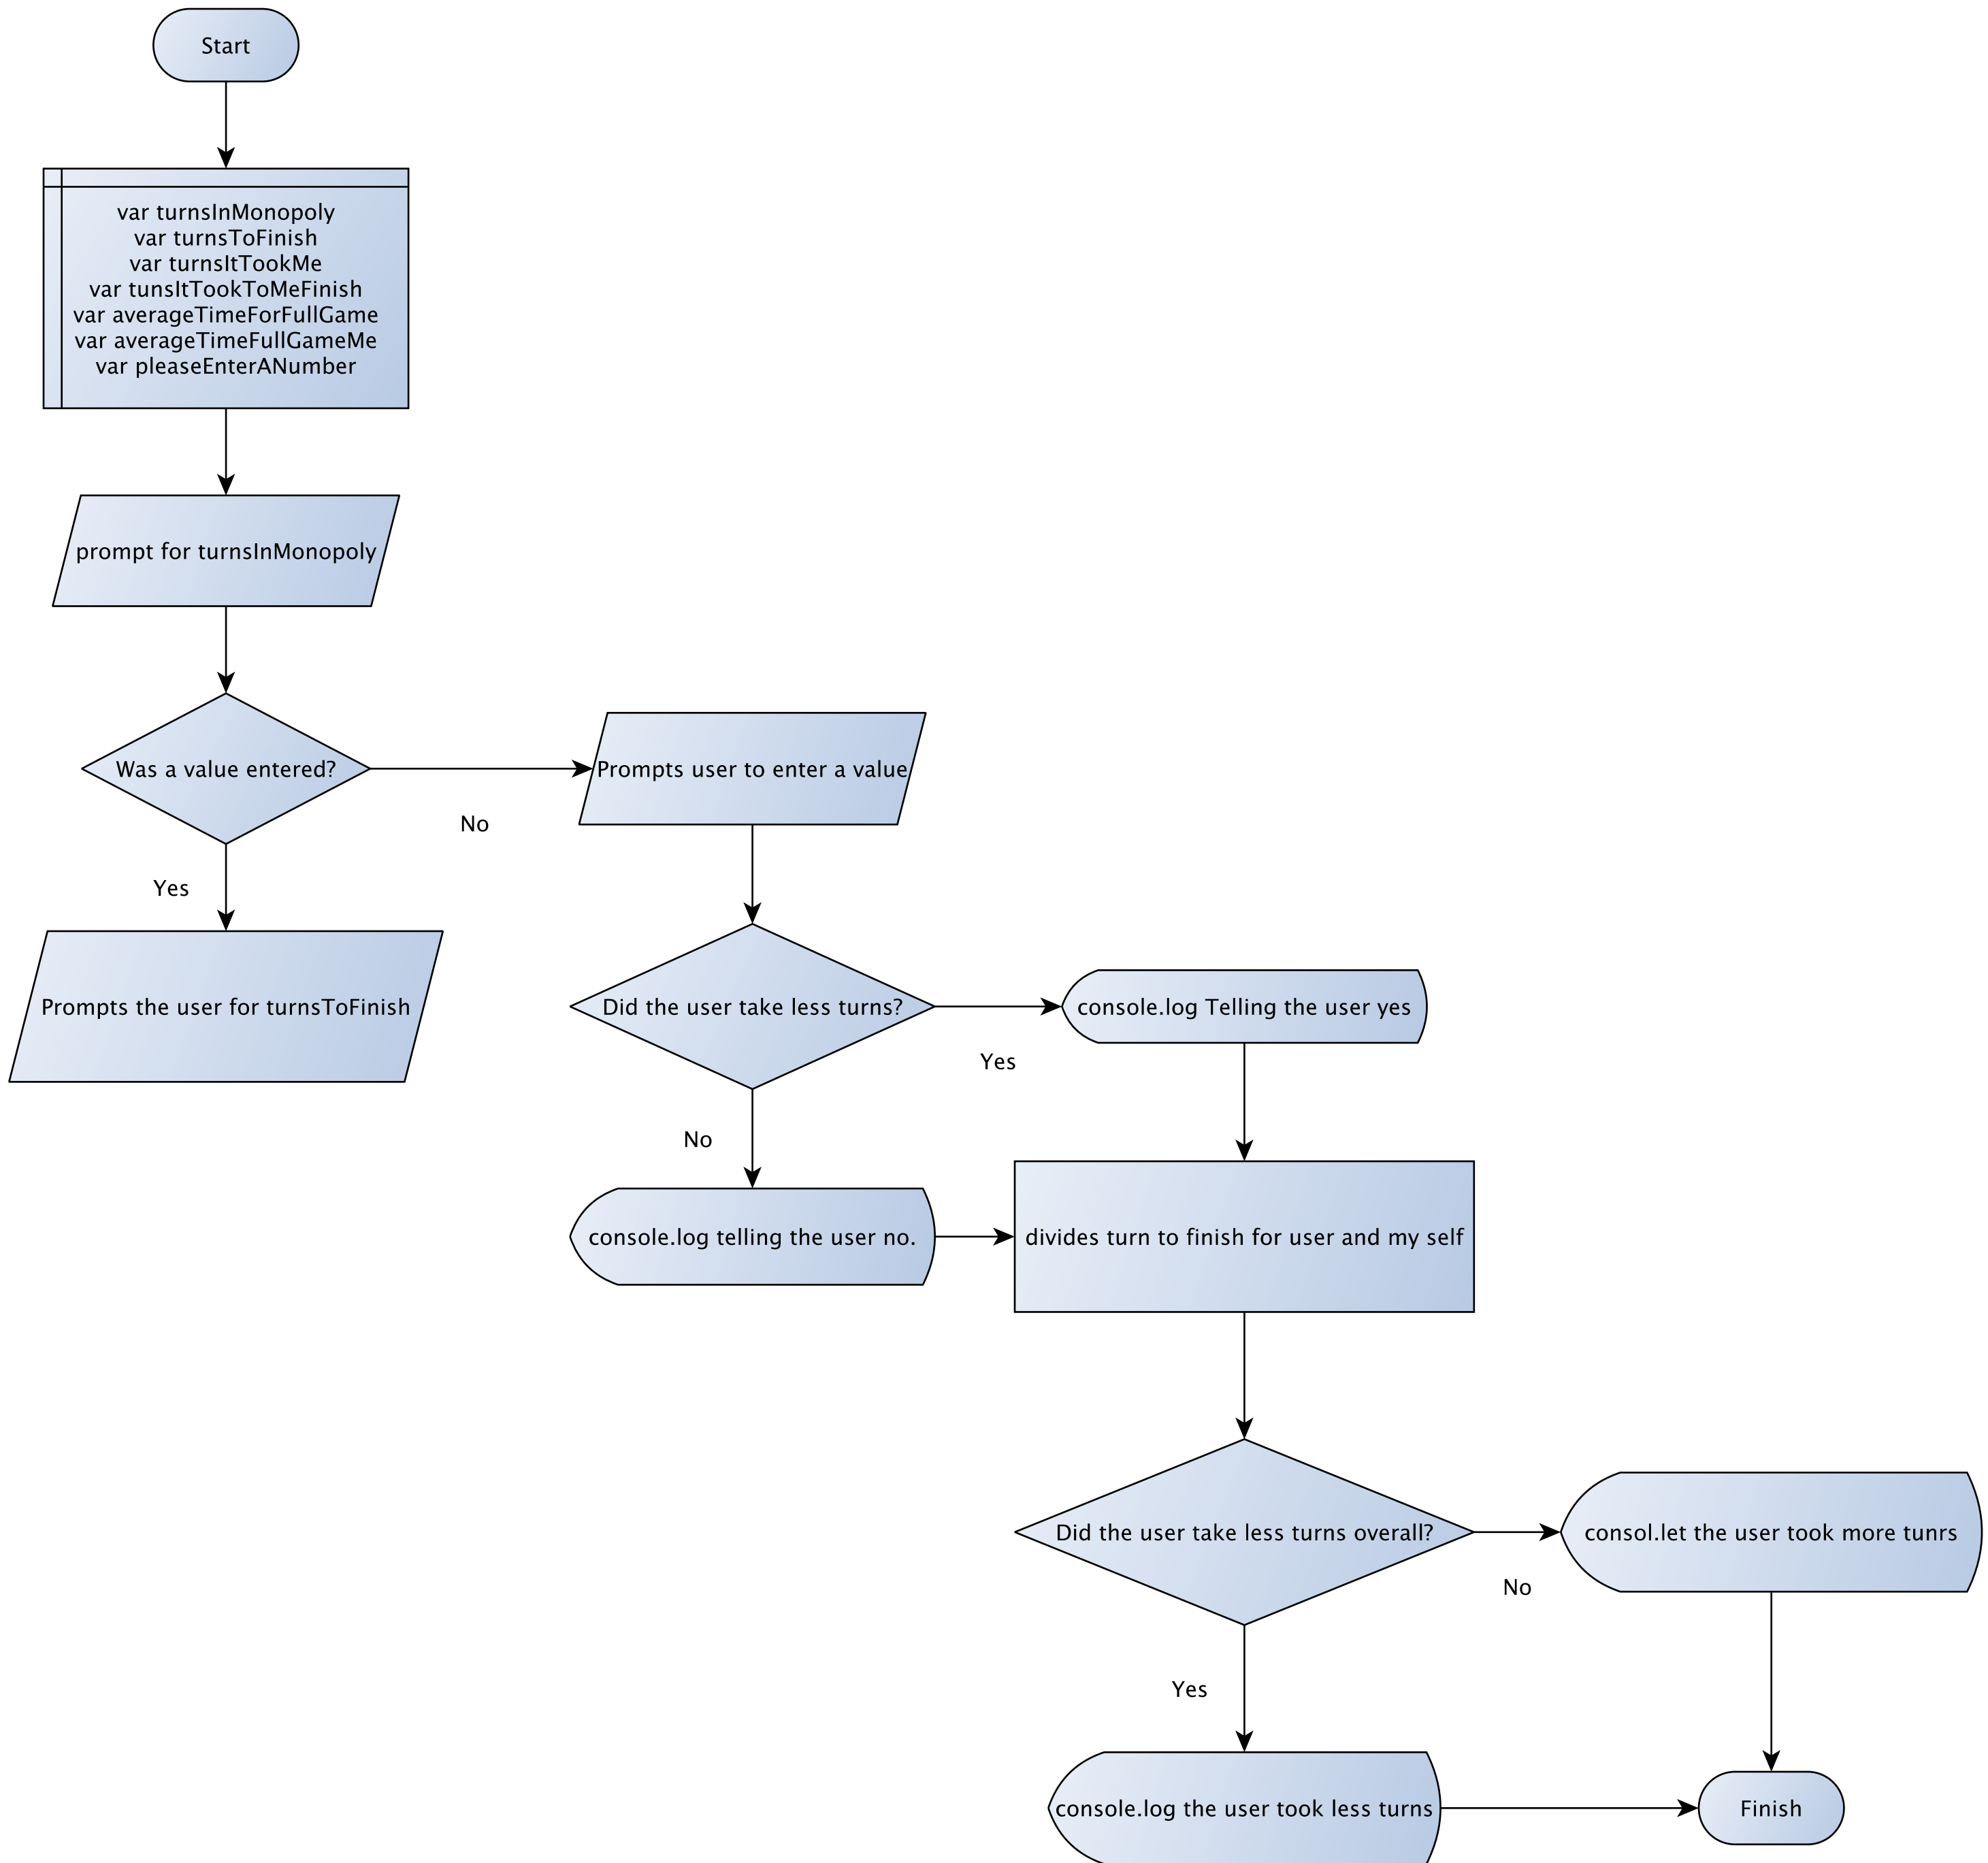 Start
var turnsInMonopoly
var turnsToFinish
var turnsItTookMe
var tunsItTookToMeFinish
var averageTimeForFullGame
var averageTimeFullGameMe
var pleaseEnterANumber
prompt for turnsInMonopoly
Was a value entered?
No
Prompts user to enter a value
Yes
Prompts the user for turnsToFinish
Did the user take less turns?
Yes
console.log Telling the user yes
No
console.log telling the user no.
divides turn to finish for user and my self
Did the user take less turns overall?
No
consol.let the user took more tunrs
Yes
console.log the user took less turns
Finish